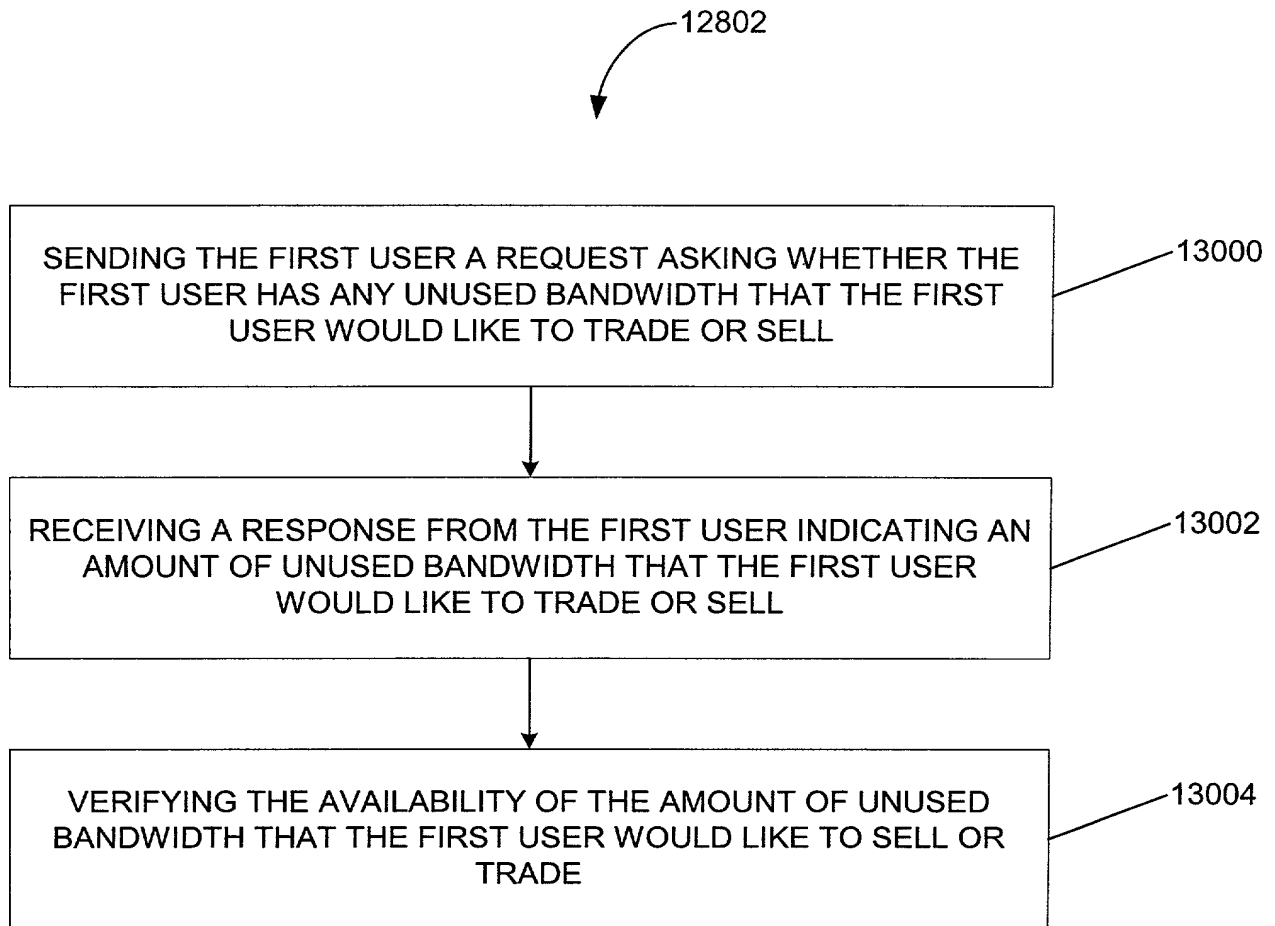 12802
SENDING THE FIRST USER A REQUEST ASKING WHETHER THE
FIRST USER HAS ANY UNUSED BANDWIDTH THAT THE FIRST
USER WOULD LIKE TO TRADE OR SELL
13000
RECEIVING A RESPONSE FROM THE FIRST USER INDICATING AN
AMOUNT OF UNUSED BANDWIDTH THAT THE FIRST USER
WOULD LIKE TO TRADE OR SELL
13002
VERIFYING THE AVAILABILITY OF THE AMOUNT OF UNUSED
BANDWIDTH THAT THE FIRST USER WOULD LIKE TO SELL OR
TRADE
13004